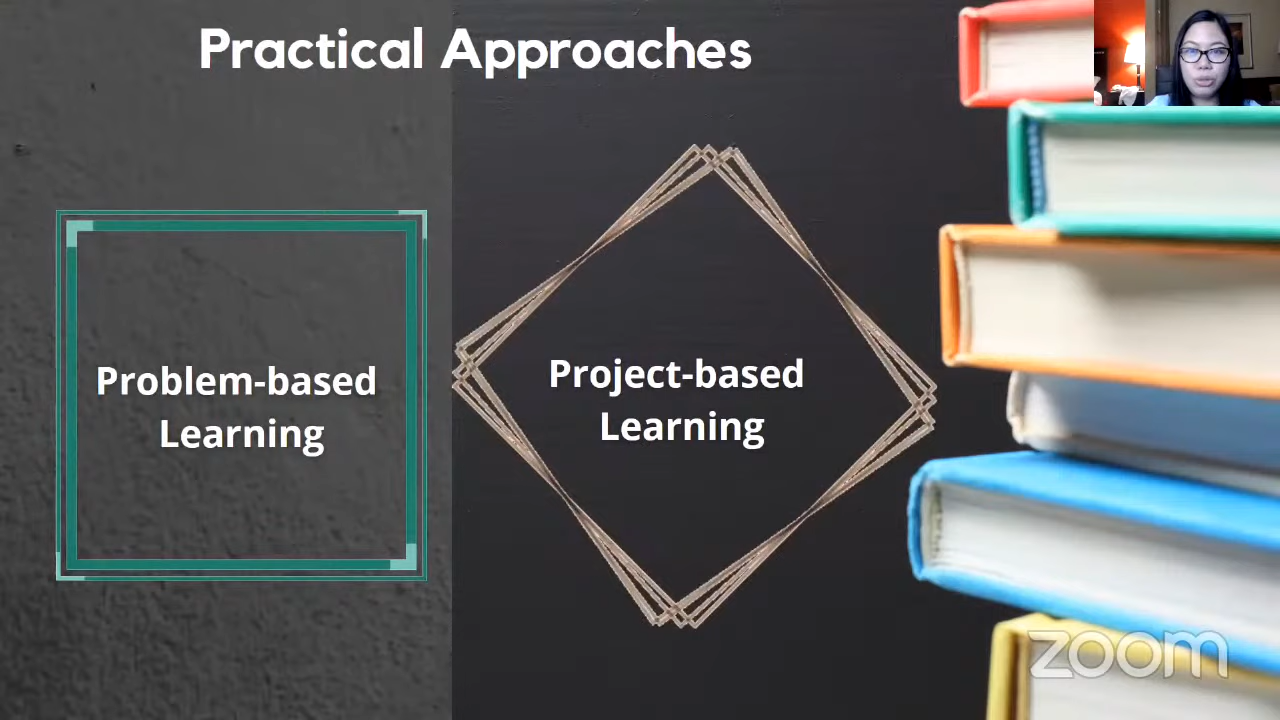 Practical Approaches
Problem-based
Learning
Project-based
Learning
zoom